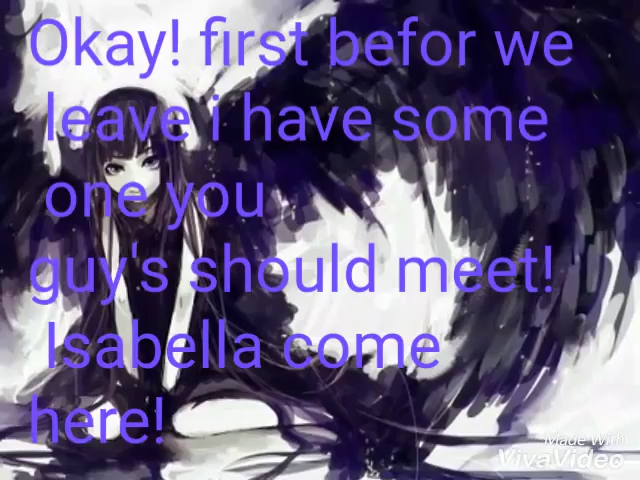 Okay! first befor we
leave i have some
one you
guy's should meet!
Isabella come
here!
Made With
VivaVideo